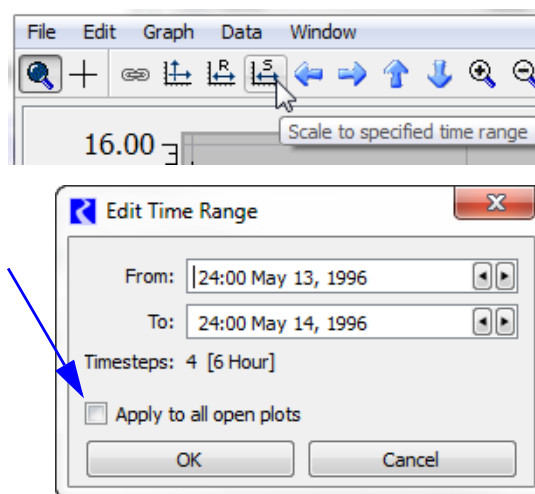 File Edit Graph Data Window
R S
Scale to specified time range
16.00
Edit Time Range
From: 24:00 May 13, 1996
To: 24:00 May 14, 1996
Timesteps: 4 [6 Hour]
Apply to all open plots
OK Cancel